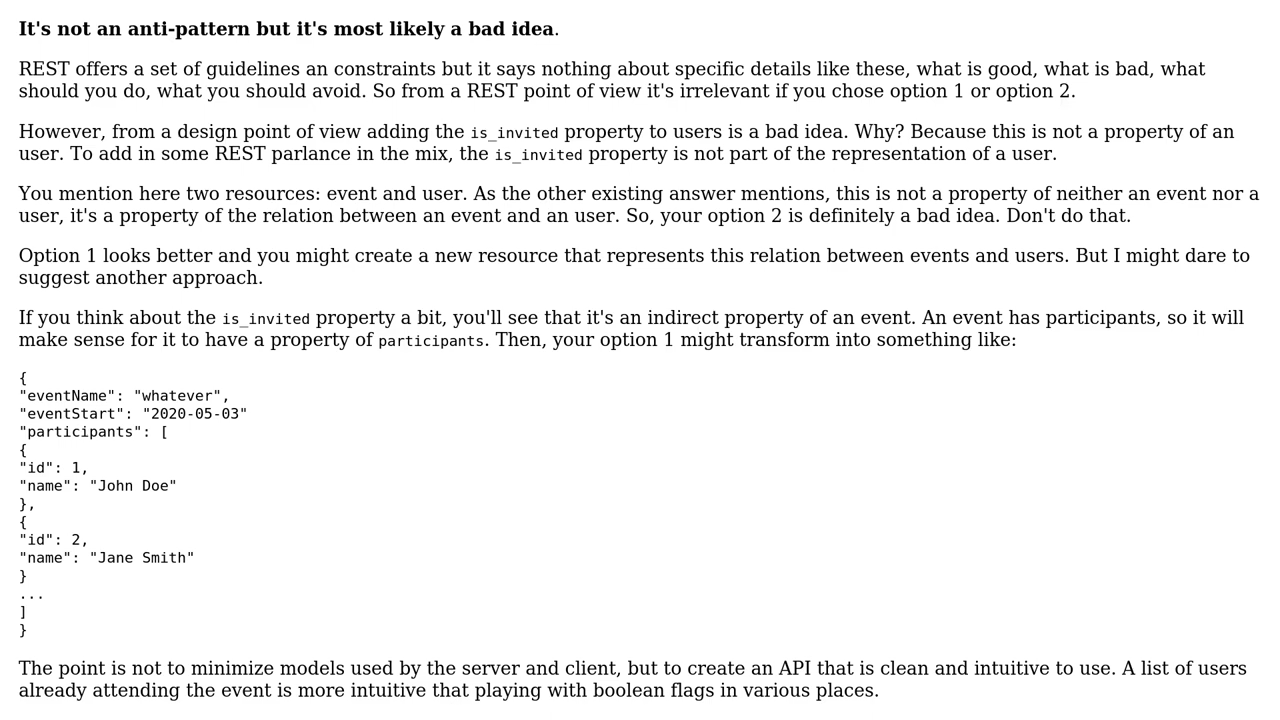 It's not an anti-pattern but it's most likely a bad idea.
REST offers a set of guidelines an constraints but it says nothing about specific details like these, what is good, what is bad, what
should you do, what you should avoid. So from a REST point of view it's irrelevant if you chose option 1 or option 2.
However, from a design point of view adding the is_invited property to users is a bad idea. Why? Because this is not a property of an
user. To add in some REST parlance in the mix, the is_invited property is not part of the representation of a user.
You mention here two resources: event and user. As the other existing answer mentions, this is not a property of neither an event nor a
user, it's a property of the relation between an event and an user. So, your option 2 is definitely a bad idea. Don't do that.
Option 1 looks better and you might create a new resource that represents this relation between events and users. But I might dare to
suggest another approach.
If you think about the is_invited property a bit, you'll see that it's an indirect property of an event. An event has participants, so it will
make sense for it to have a property of participants. Then, your option 1 might transform into something like:
{
"eventName": "whatever",
"eventStart": "2020-05-03"
"participants": [
{
"id": 1,
"name": "John Doe"
},
{
"id": 2,
"name": "Jane Smith"
}
...
]
}
The point is not to minimize models used by the server and client, but to create an API that is clean and intuitive to use. A list of users
already attending the event is more intuitive that playing with boolean flags in various places.